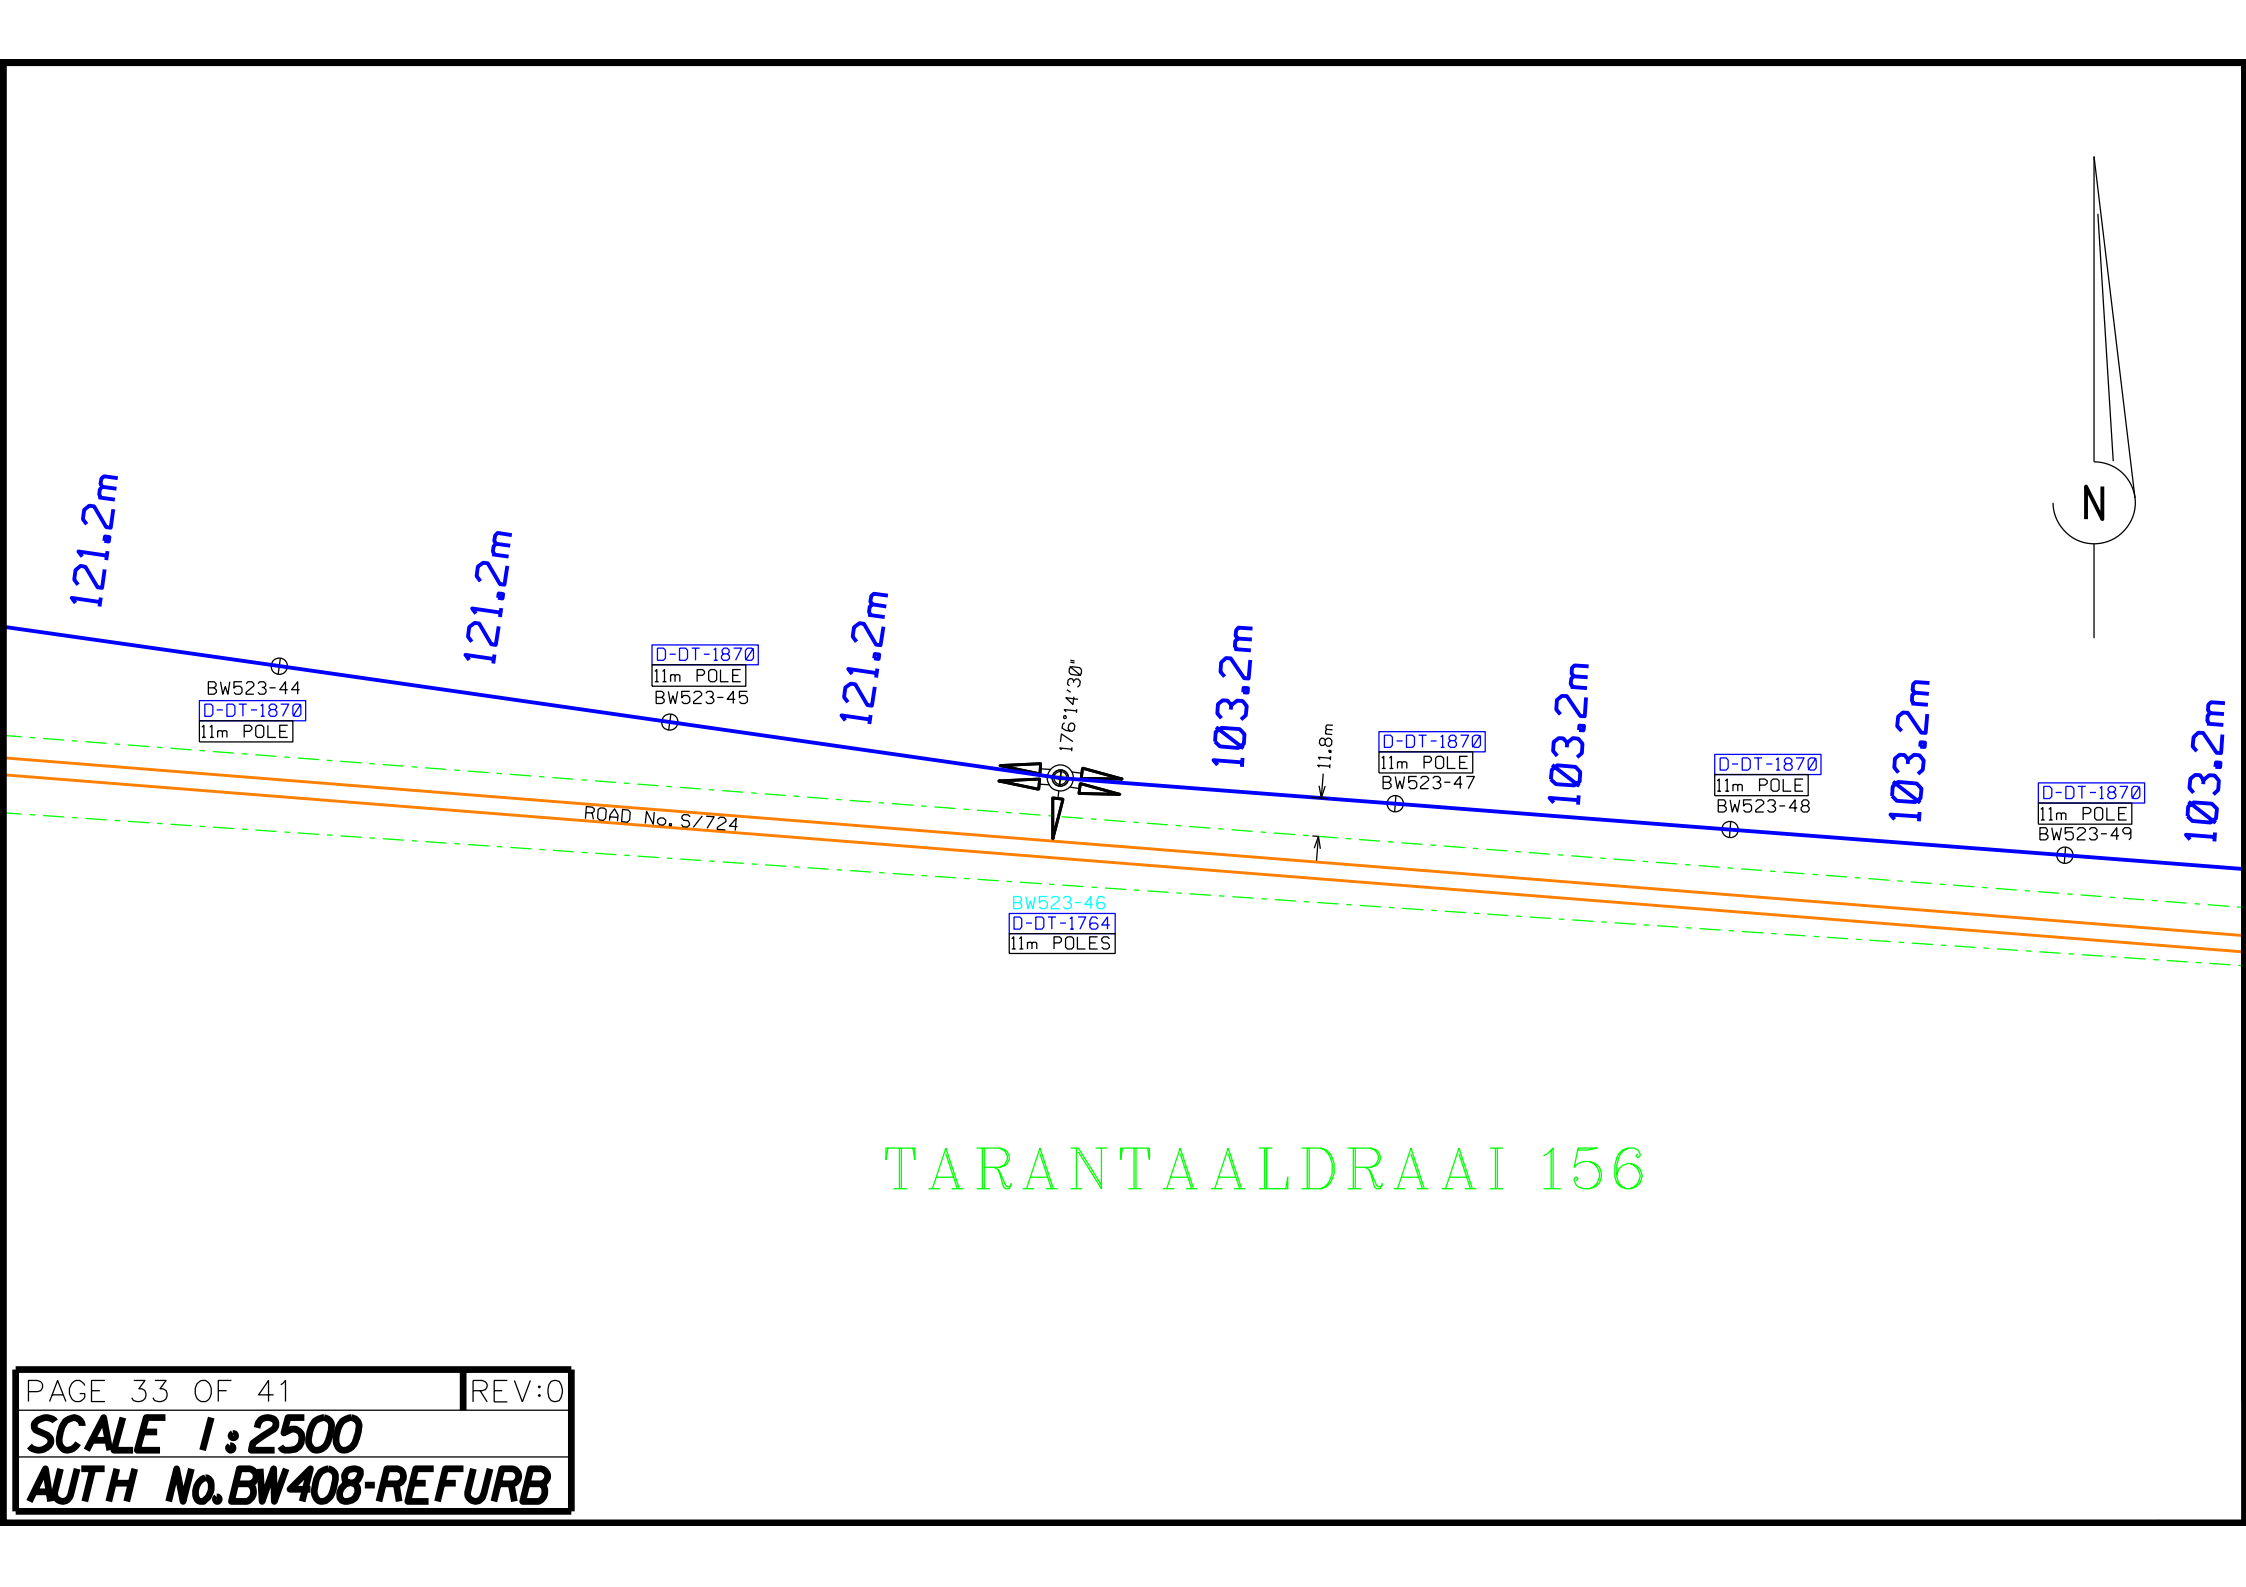 121.2m
121.2m
121.2m
103.2m
103.2m
103.2m
103.2m
N
BW523-44
D-DT-1870
11m POLE
D-DT-1870
11m POLE
BW523-45
176°14'30"
11.8m
D-DT-1870
11m POLE
BW523-47
D-DT-1870
11m POLE
BW523-48
D-DT-1870
11m POLE
BW523-49
ROAD No. S/724
BW523-46
D-DT-1764
11m POLES
TARANTAALDRAAI 156
PAGE 33 OF 41 REV:0
SCALE 1:2500
AUTH No. BW408-REFURB